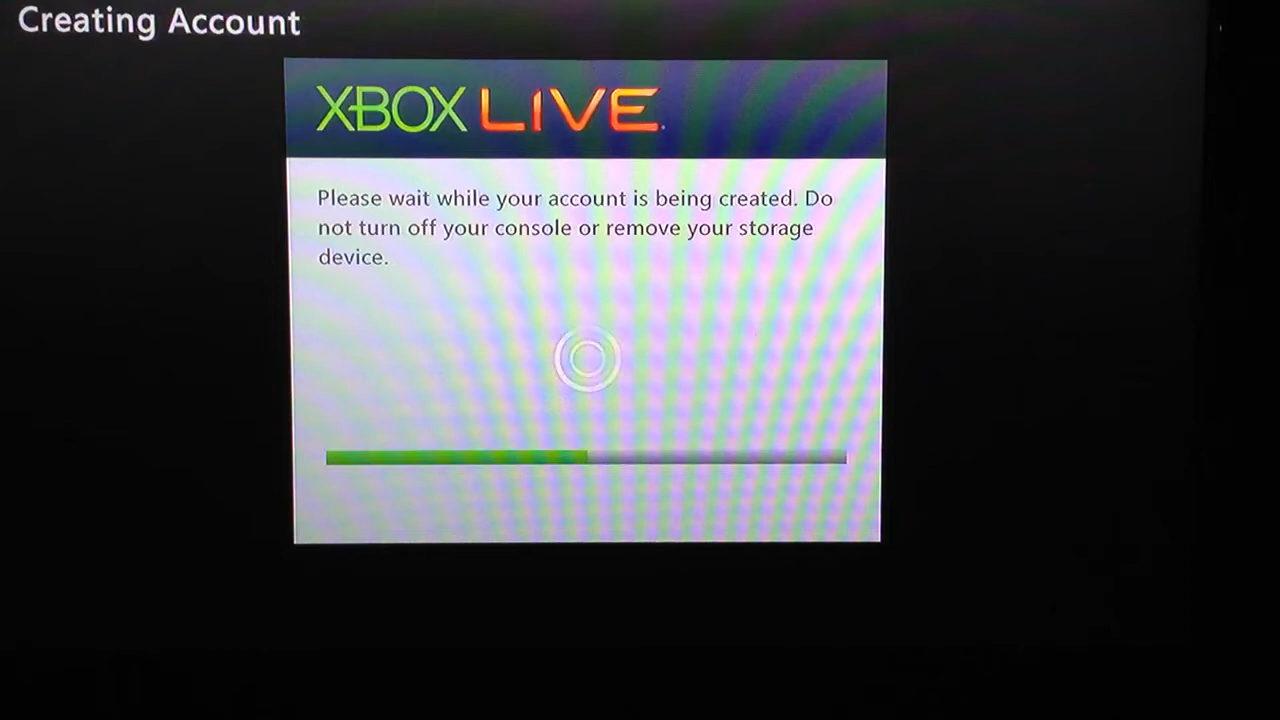 Creating Account
XBOX LIVE
Please wait while your account is being created. Do
not turn off your console or remove your storage
device.